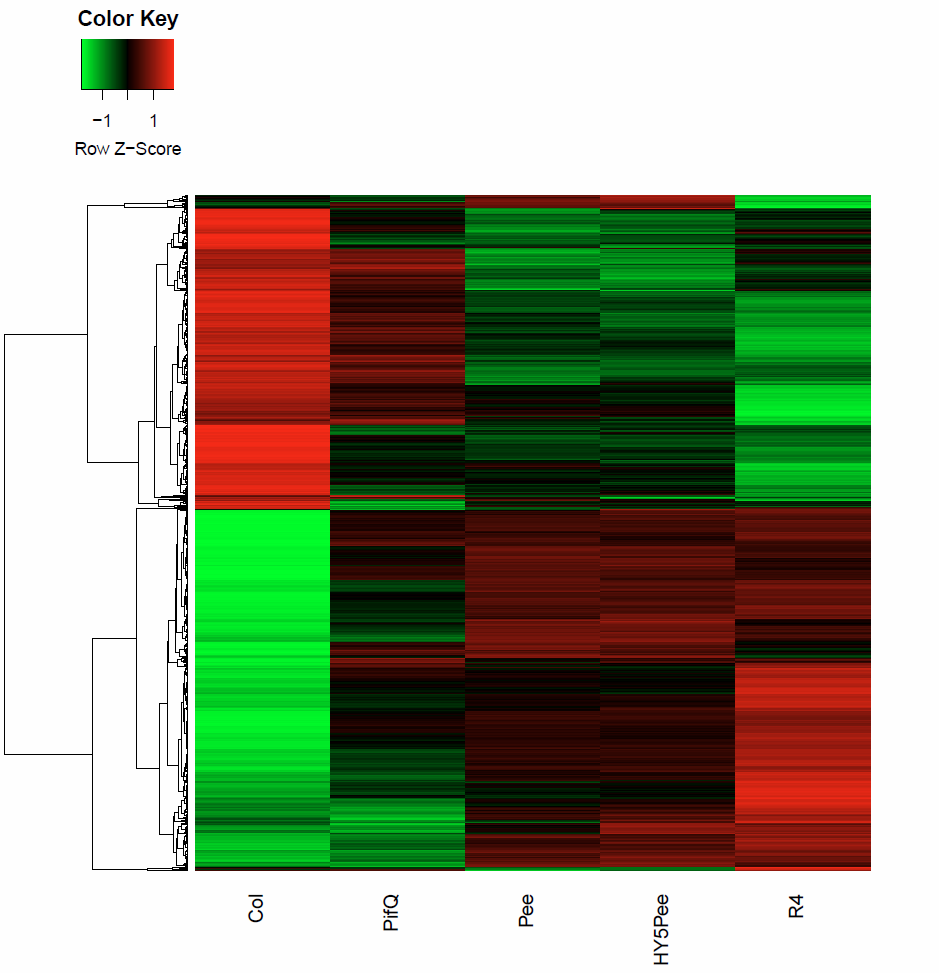 Color Key
−1 1
Row Z−Score
Col
PifQ
Pee
HY5Pee
R4